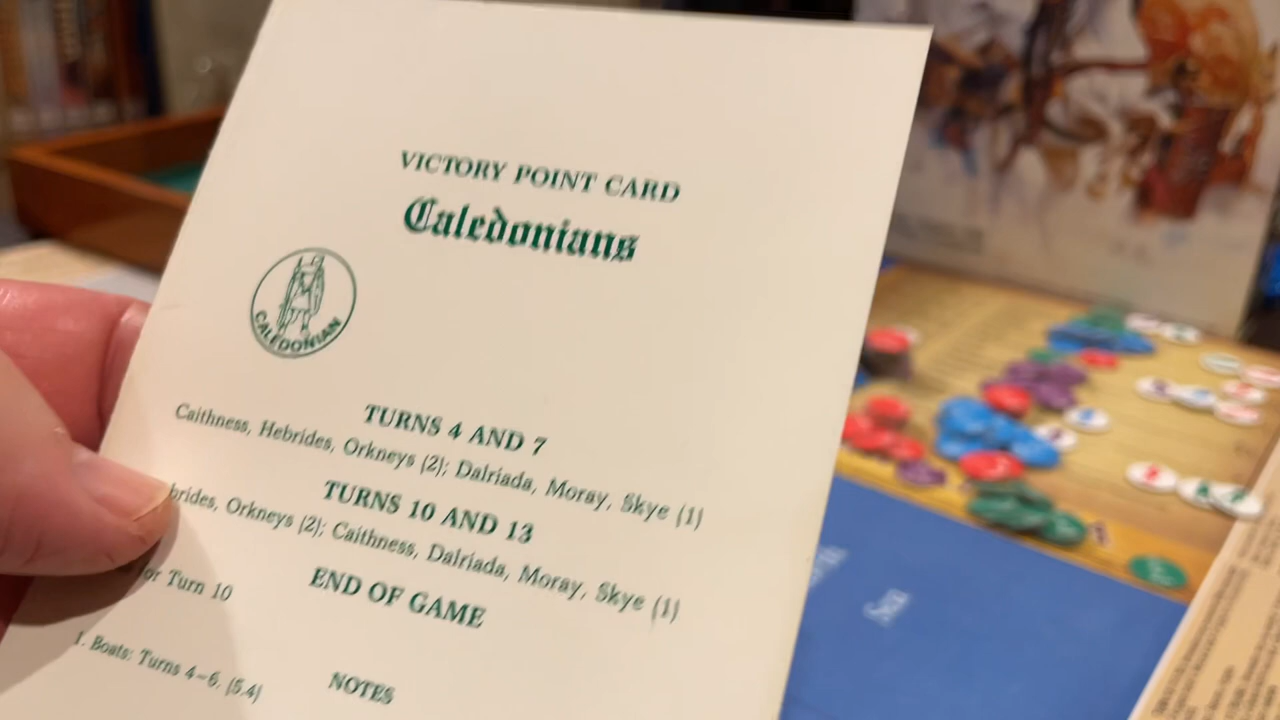 VICTORY POINT CARD
Caledonians
CALEDONIAN
TURNS 4 AND 7
Caithness, Hebrides, Orkneys (2); Dalriada, Moray, Skye (1)
TURNS 10 AND 13
brides, Orkneys (2); Caithness, Dalriada, Moray, Skye (1)
END OF GAME
or Turn 10
NOTES
1. Boats: Turns 4–6. (5.4)
Sea